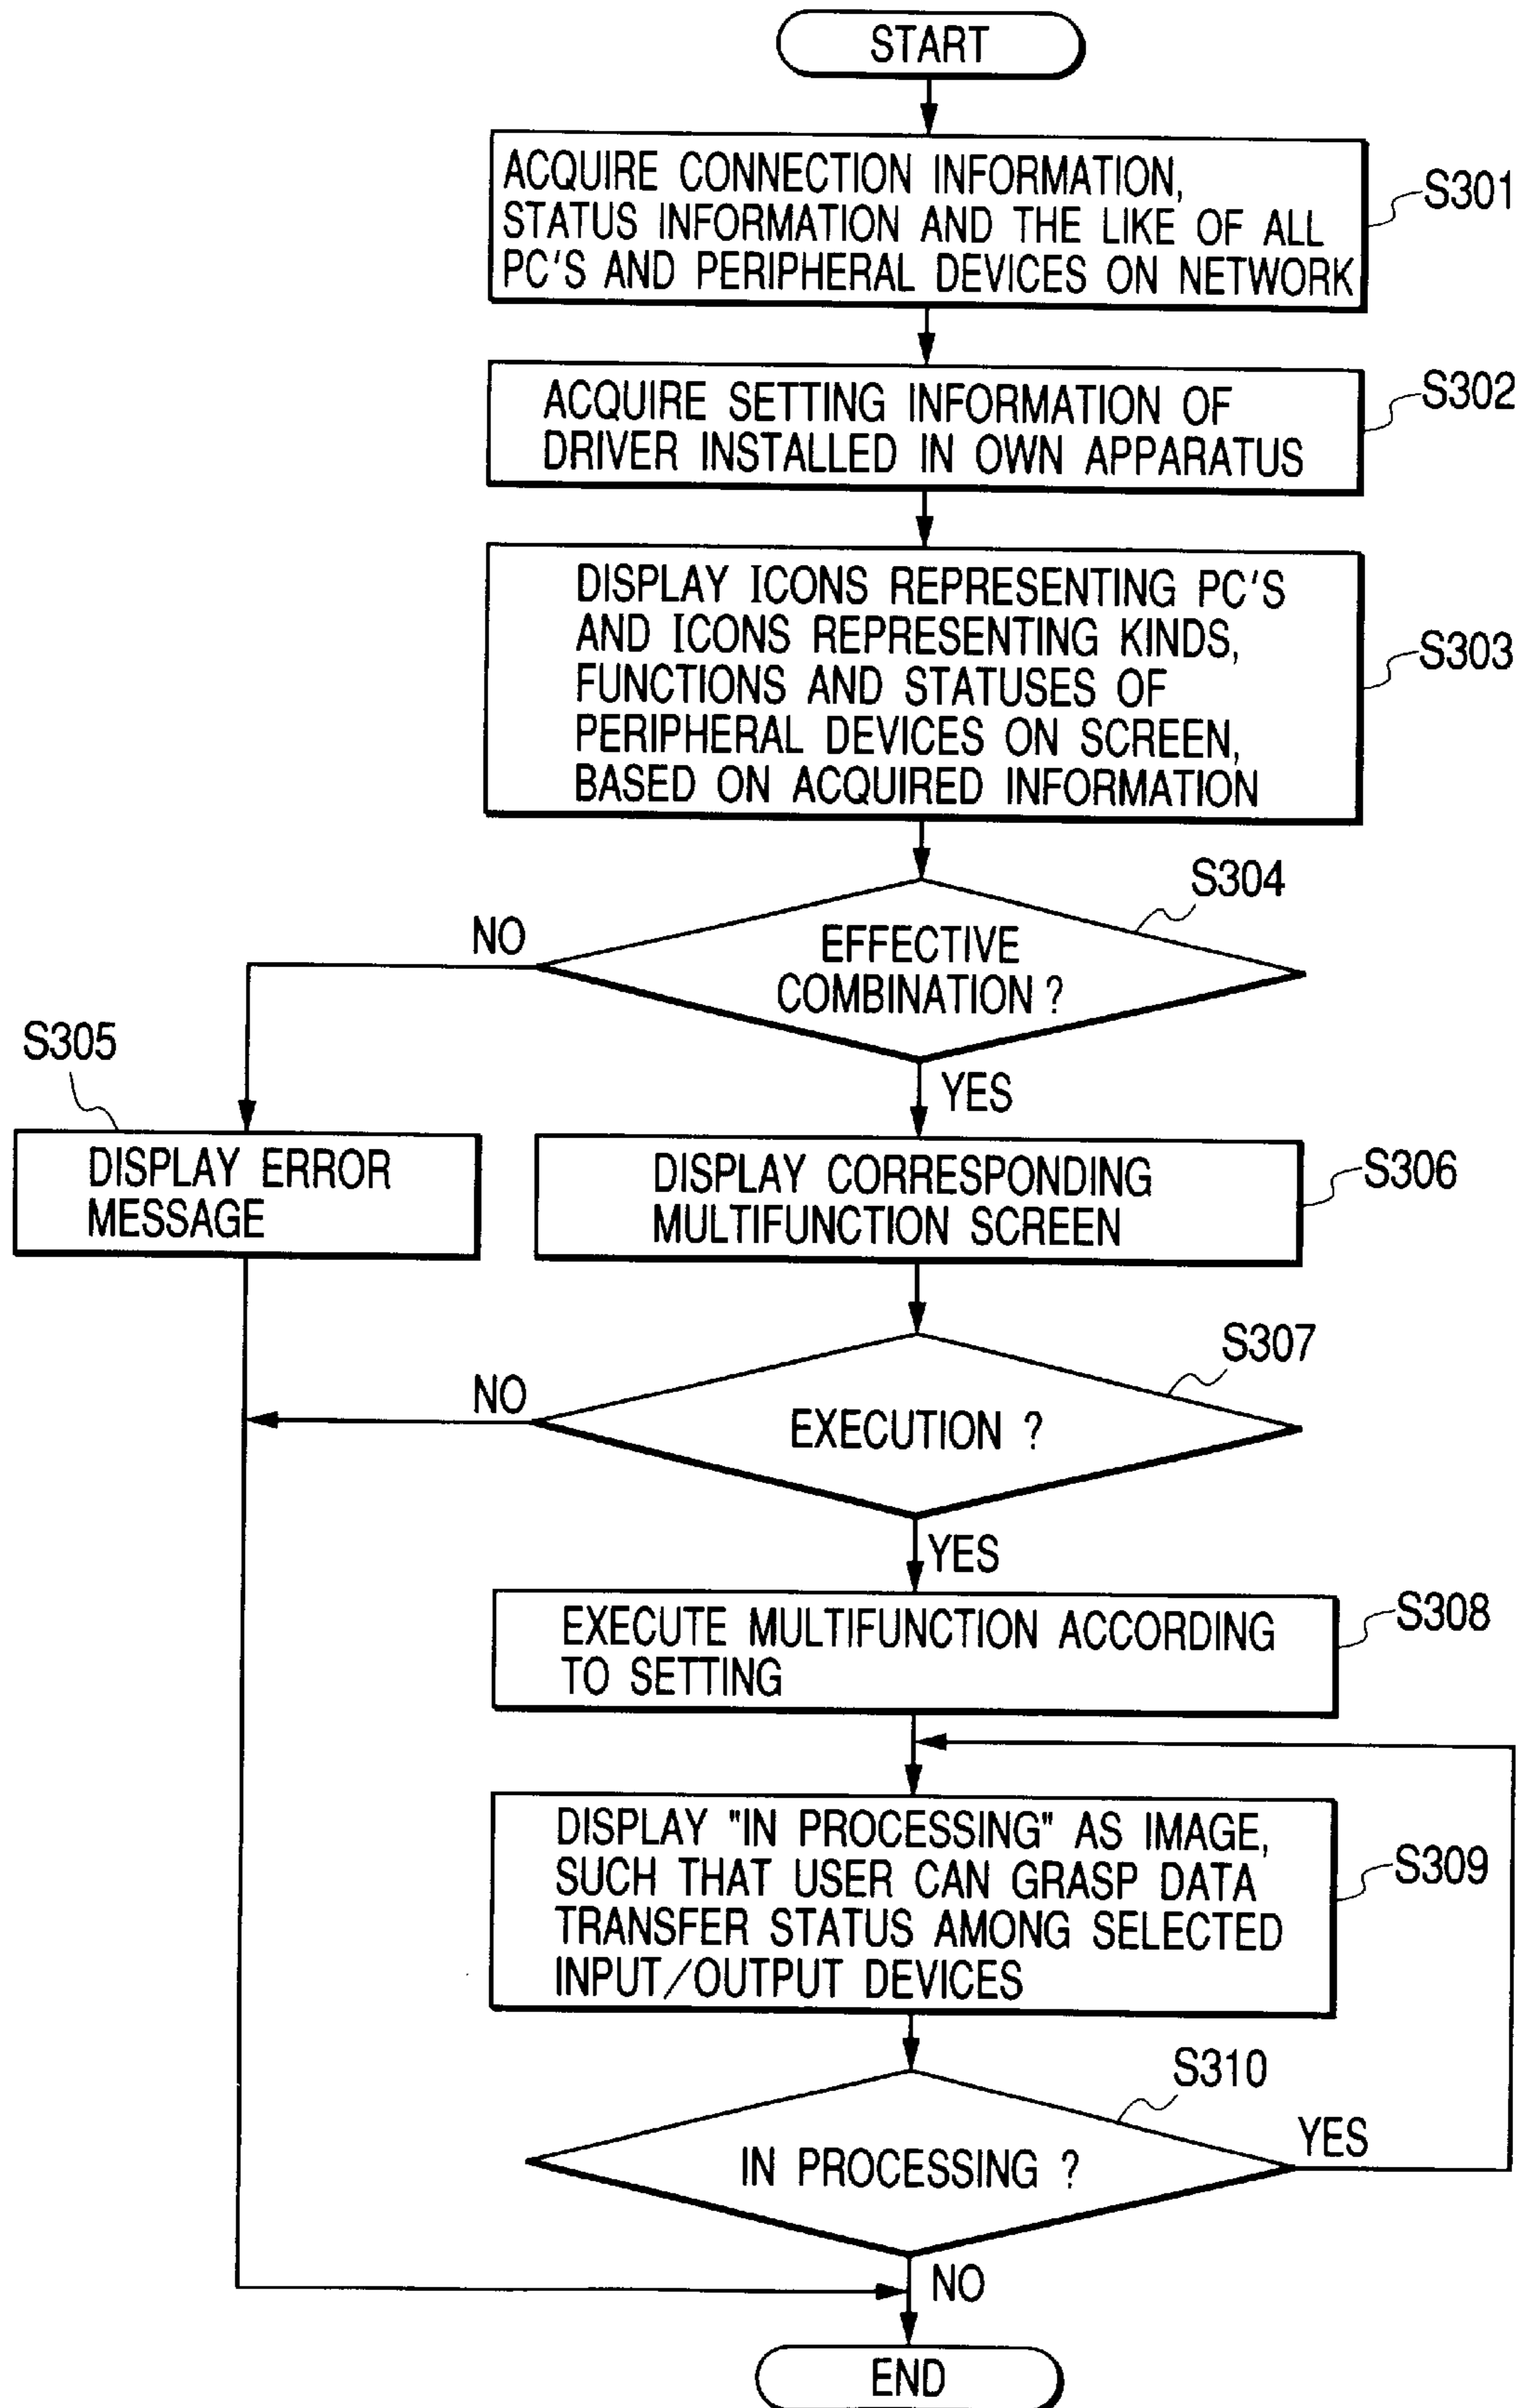 START
ACQUIRE CONNECTION INFORMATION,
STATUS INFORMATION AND THE LIKE OF ALL
PC'S AND PERIPHERAL DEVICES ON NETWORK
S301
ACQUIRE SETTING INFORMATION OF
DRIVER INSTALLED IN OWN APPARATUS
S302
DISPLAY ICONS REPRESENTING PC'S
AND ICONS REPRESENTING KINDS,
FUNCTIONS AND STATUSES OF
PERIPHERAL DEVICES ON SCREEN,
BASED ON ACQUIRED INFORMATION
S303
S304
NO
EFFECTIVE
COMBINATION ?
YES
S305
DISPLAY ERROR
MESSAGE
DISPLAY CORRESPONDING
MULTIFUNCTION SCREEN
S306
S307
NO
EXECUTION ?
YES
EXECUTE MULTIFUNCTION ACCORDING
TO SETTING
S308
DISPLAY "IN PROCESSING" AS IMAGE,
SUCH THAT USER CAN GRASP DATA
TRANSFER STATUS AMONG SELECTED
INPUT/OUTPUT DEVICES
S309
S310
IN PROCESSING ?
YES
NO
END